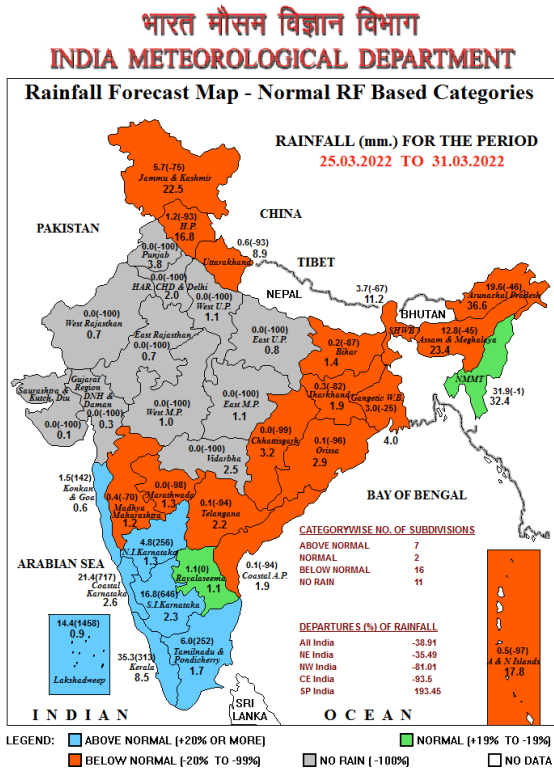 भारत मौसम विज्ञान विभाग
INDIA METEOROLOGICAL DEPARTMENT
Rainfall Forecast Map - Normal RF Based Categories
RAINFALL (mm.) FOR THE PERIOD
25.03.2022 TO 31.03.2022
5.7(-75)
Jammu & Kashmir
22.5
1.2(-93)
H.P.
16.8
CHINA
PAKISTAN
0.0(-100)
Punjab
3.8
0.6(-93)
8.9
Uttarakhand
TIBET
0.0(-100)
HAR. CHD & Delhi
2.0
0.0(-100)
West U.P.
1.1
NEPAL
3.7(-67)
11.2
BHUTAN
19.6(-46)
Arunachal Pradesh
36.6
0.0(-100)
West Rajasthan
0.7
East Rajasthan
0.0(-100)
0.7
0.0(-100)
East U.P.
0.8
SHWB
12.8(-45)
Assam & Meghalaya
23.4
0.2(-87)
Bihar
1.4
NMMT
31.9(-1)
32.4
Gujarat
Region
DNH &
Daman
0.0(-100)
0.3
Saurashtra &
Kutch, Diu
0.0(-100)
0.1
0.0(-100)
West M.P.
1.0
0.0(-100)
East M.P.
1.1
0.3(-82)
Jharkhand
1.9
Gangetic W.B.
3.0(-25)
4.0
0.0(-99)
Chhattisgarh
3.2
0.1(-96)
Orissa
2.9
0.0(-100)
Vidarbha
2.5
1.5(142)
Konkan
& Goa
0.6
0.4(-70)
Madhya
Maharashtra
1.2
0.0(-98)
Marathwada
1.3
0.1(-94)
Telangana
2.2
BAY OF BENGAL
CATEGORYWISE NO. OF SUBDIVISIONS
ABOVE NORMAL 7
NORMAL 2
BELOW NORMAL 16
NO RAIN 11
4.8(256)
N.I.Karnataka
1.3
ARABIAN SEA
21.4(717)
Coastal
Karnataka
2.6
1.1(0)
Rayalaseema
1.1
0.1(-94)
Coastal A.P.
1.9
16.8(646)
S.I.Karnataka
2.3
DEPARTURES (%) OF RAINFALL
All India -38.91
NE India -35.49
NW India -81.01
CE India -93.5
SP India 193.45
14.4(1458)
0.9
Lakshadweep
35.3(313)
Kerala
8.5
6.0(252)
Tamilnadu &
Pondicherry
1.7
0.5(-97)
A & N Islands
17.8
SRI
LANKA
INDIAN OCEAN
LEGEND: ABOVE NORMAL (+20% OR MORE) NORMAL (+19% TO -19%)
BELOW NORMAL (-20% TO -99%) NO RAIN (-100%) NO DATA